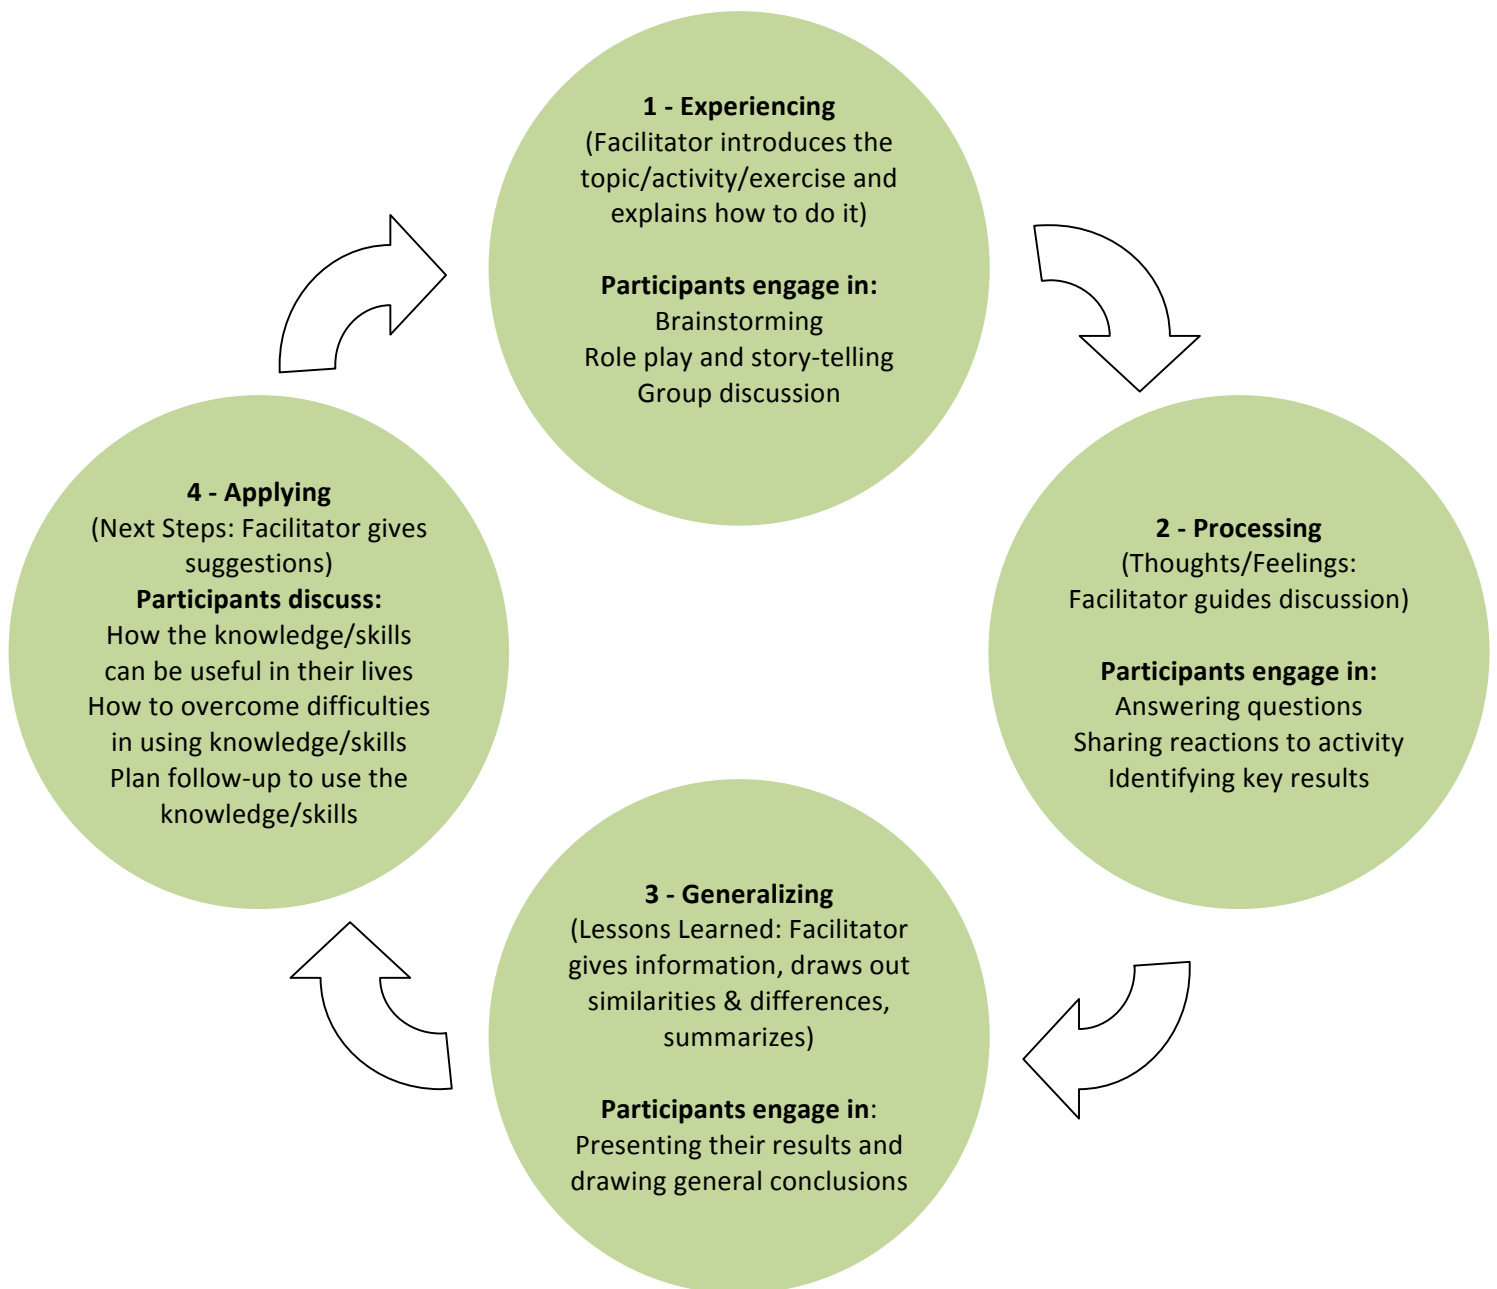 1 - Experiencing
(Facilitator introduces the
topic/activity/exercise and
explains how to do it)
Participants engage in:
Brainstorming
Role play and story-telling
Group discussion
2 - Processing
(Thoughts/Feelings:
Facilitator guides discussion)
Participants engage in:
Answering questions
Sharing reactions to activity
Identifying key results
3 - Generalizing
(Lessons Learned: Facilitator
gives information, draws out
similarities & differences,
summarizes)
Participants engage in:
Presenting their results and
drawing general conclusions
4 - Applying
(Next Steps: Facilitator gives
suggestions)
Participants discuss:
How the knowledge/skills
can be useful in their lives
How to overcome difficulties
in using knowledge/skills
Plan follow-up to use the
knowledge/skills